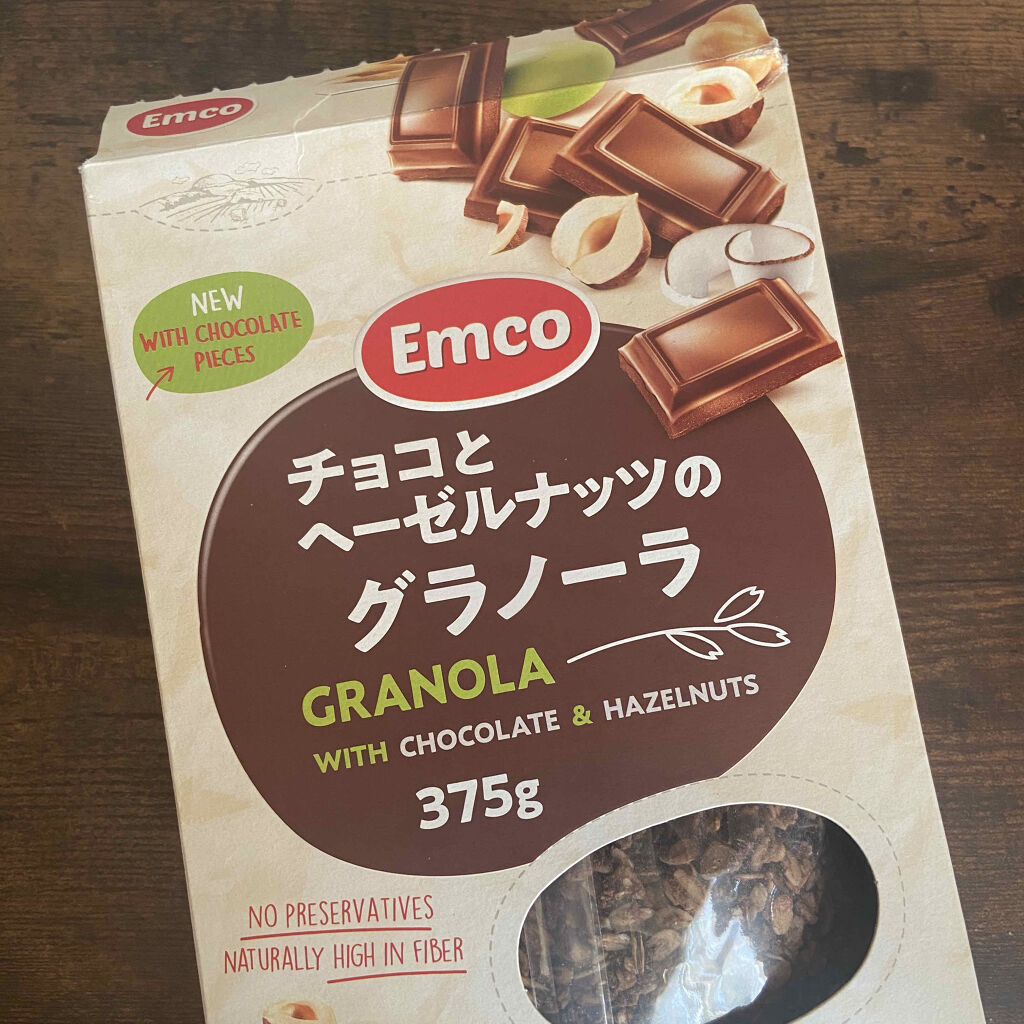 Emco
NEW
WITH CHOCOLATE
PIECES
Emco
チョコと
ヘーゼルナッツの
グラノーラ
GRANOLA
WITH CHOCOLATE & HAZELNUTS
375g
NO PRESERVATIVES
NATURALLY HIGH IN FIBER